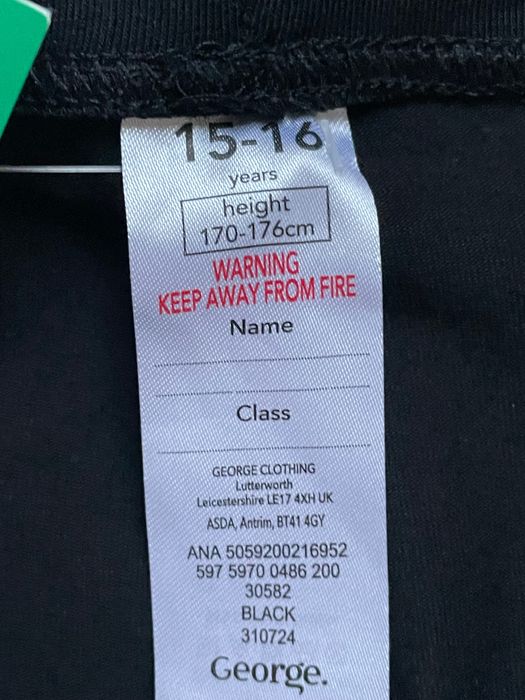 15-16
years
height
170-176cm
WARNING
KEEP AWAY FROM FIRE
Name
Class
GEORGE CLOTHING
Lutterworth
Leicestershire LE17 4XH UK
ASDA, Antrim, BT41 4GY
ANA 5059200216952
597 5970 0486 200
30582
BLACK
310724
George.